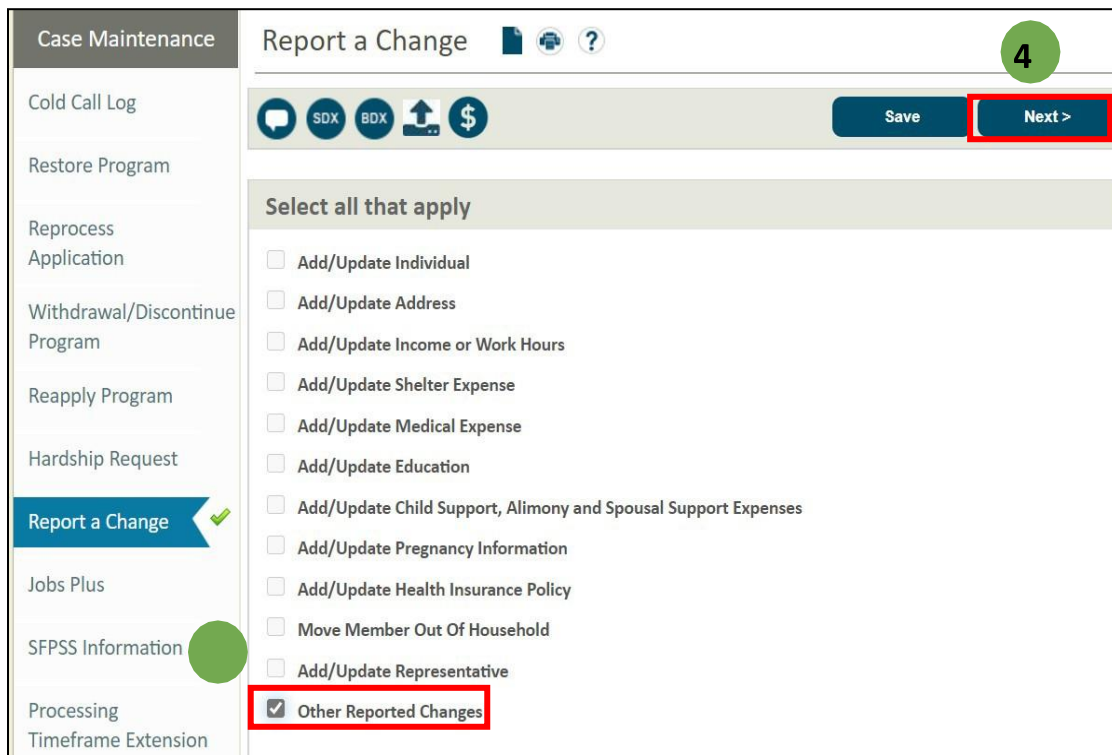 Case Maintenance
Cold Call Log
Restore Program
Reprocess
Application
Withdrawal/Discontinue
Program
Reapply Program
Hardship Request
Report a Change
Jobs Plus
SFPSS Information
Processing
Timeframe Extension
Report a Change ?
4
SDX BDX $ Save Next >
Select all that apply
Add/Update Individual
Add/Update Address
Add/Update Income or Work Hours
Add/Update Shelter Expense
Add/Update Medical Expense
Add/Update Education
Add/Update Child Support, Alimony and Spousal Support Expenses
Add/Update Pregnancy Information
Add/Update Health Insurance Policy
Move Member Out Of Household
Add/Update Representative
Other Reported Changes